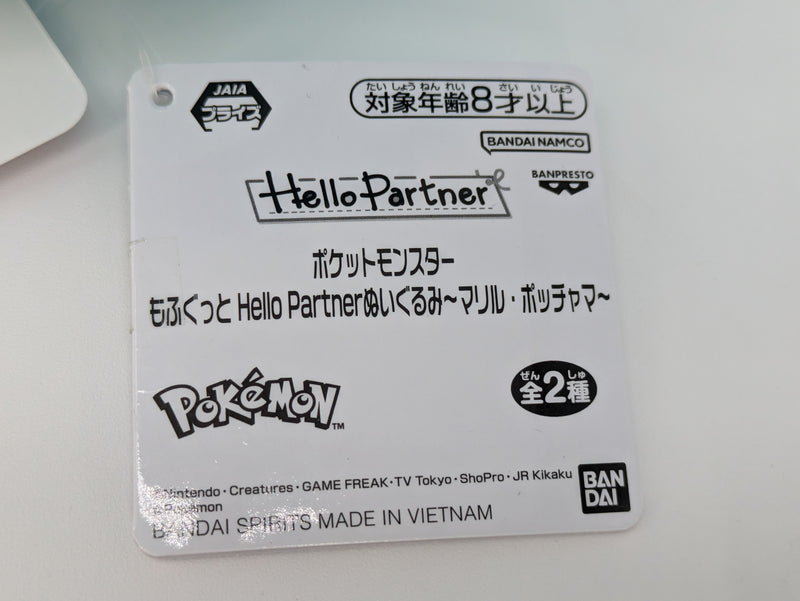 JAIA
プライズ
たいしょうねんれい さい いじょう
対象年齢8才以上
BANDAI NAMCO
BANPRESTO
Hello Partner
ポケットモンスター
もふぐっと Hello Partnerぬいぐるみ~マリル・ポッチャマ~
POKéMON™
ぜん しゅ
全2種
©Nintendo・Creatures・GAME FREAK・TV Tokyo・ShoPro・JR Kikaku
©Pokémon
BANDAI SPIRITS MADE IN VIETNAM
BAN
DAI